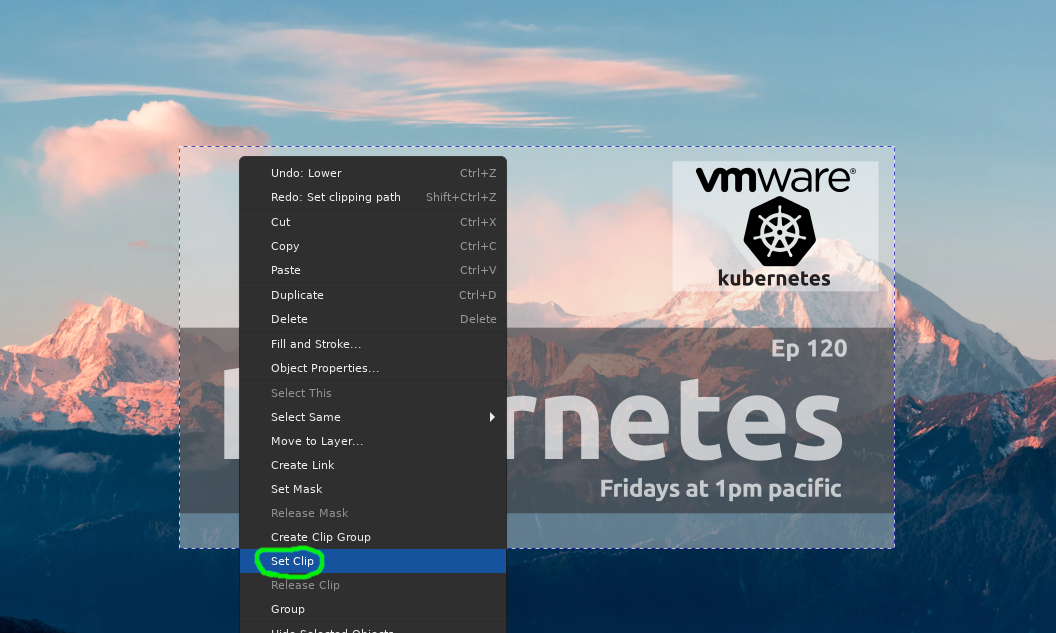 Undo: Lower Ctrl+Z
Redo: Set clipping path Shift+Ctrl+Z
Cut Ctrl+X
Copy Ctrl+C
Paste Ctrl+V
Duplicate Ctrl+D
Delete Delete
Fill and Stroke...
Object Properties...
Select This
Select Same
Move to Layer...
Create Link
Set Mask
Release Mask
Create Clip Group
Set Clip
Release Clip
Group
Hide Selected Objects
vmware®
kubernetes
Ep 120
rnetes
Fridays at 1pm pacific